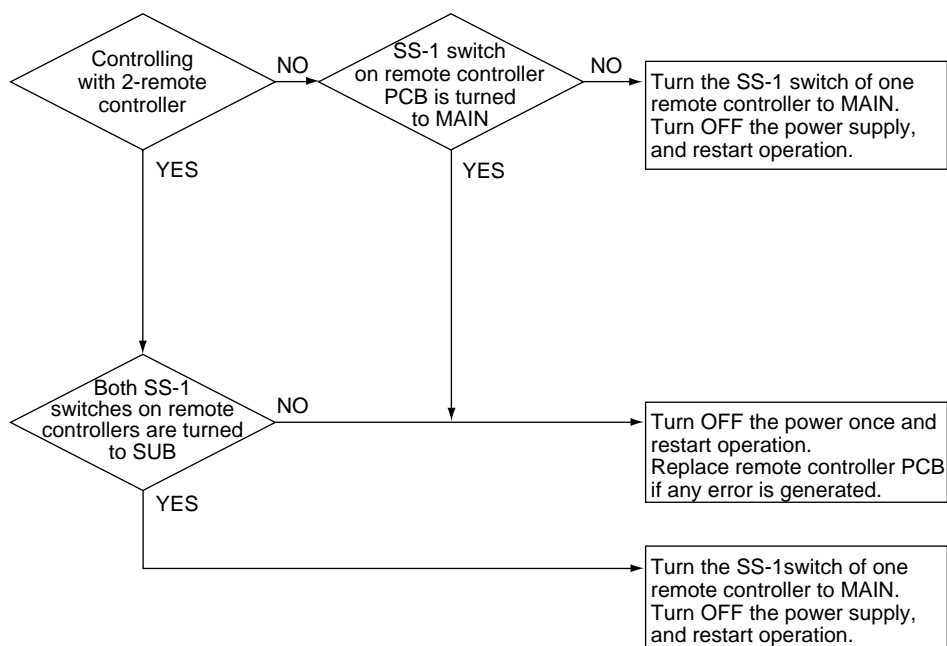 Controlling
with 2-remote
controller
NO
SS-1 switch
on remote controller
PCB is turned
to MAIN
NO
Turn the SS-1 switch of one
remote controller to MAIN.
Turn OFF the power supply,
and restart operation.
YES
YES
Both SS-1
switches on remote
controllers are turned
to SUB
NO
Turn OFF the power once and
restart operation.
Replace remote controller PCB
if any error is generated.
YES
Turn the SS-1switch of one
remote controller to MAIN.
Turn OFF the power supply,
and restart operation.